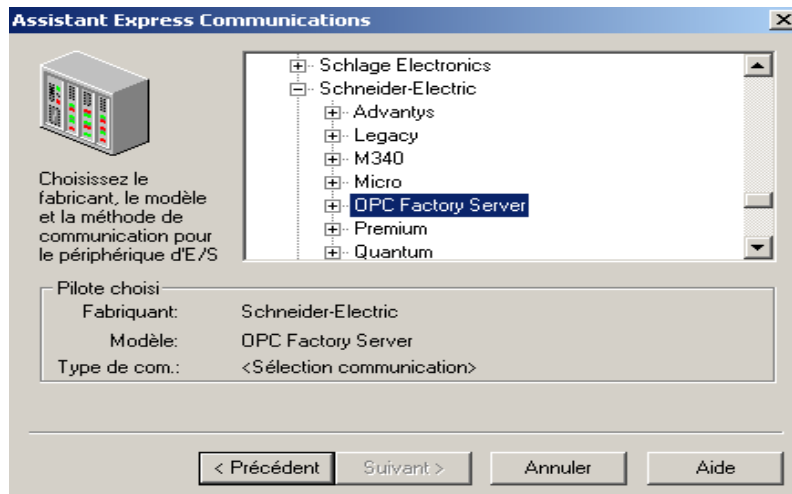 Assistant Express Communications
Schlage Electronics
Schneider-Electric
Advantys
Legacy
M340
Micro
OPC Factory Server
Premium
Quantum
Choisissez le
fabricant, le modèle
et la méthode de
communication pour
le périphérique d'E/S
Pilote choisi
Fabriquant: Schneider-Electric
Modèle: OPC Factory Server
Type de com.: <Sélection communication>
< Précédent Suivant > Annuler Aide